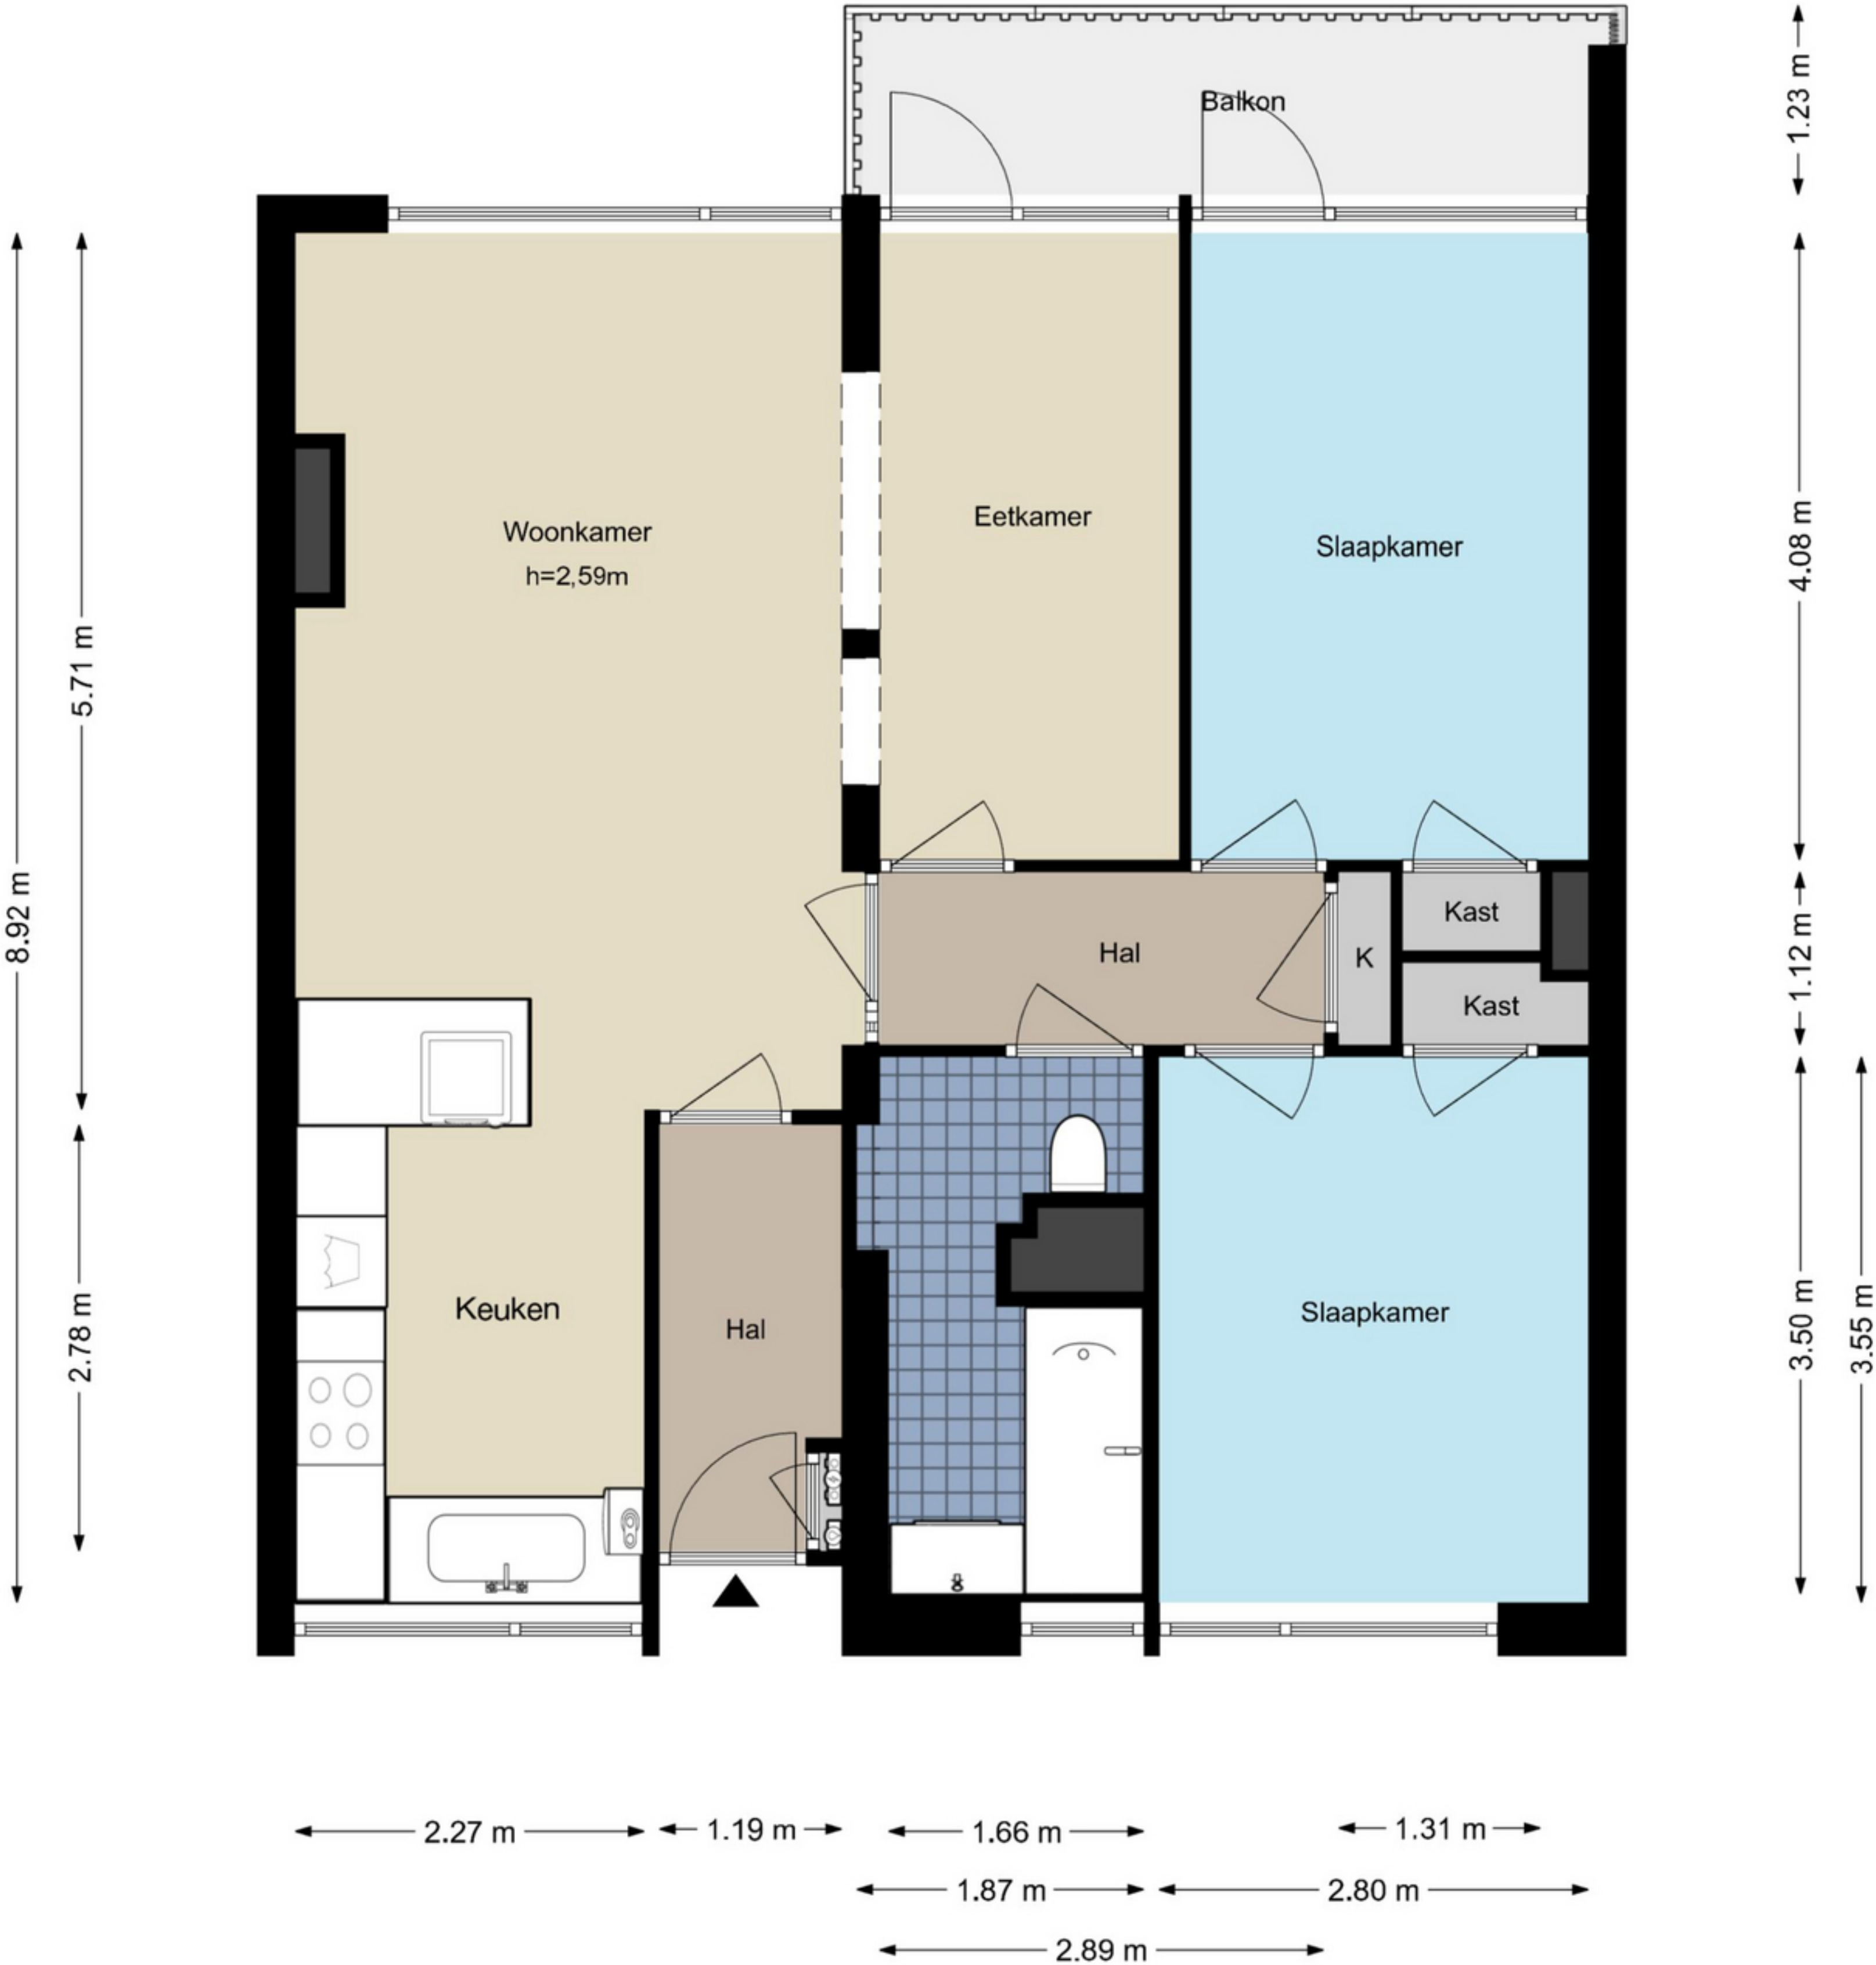 Balkon
1.23 m
Woonkamer
h=2,59m
Eetkamer
Slaapkamer
4.08 m
5.71 m
8.92 m
Hal
K
Kast
Kast
1.12 m
Keuken
Hal
Slaapkamer
2.78 m
3.50 m
3.55 m
2.27 m
1.19 m
1.66 m
1.31 m
1.87 m
2.80 m
2.89 m